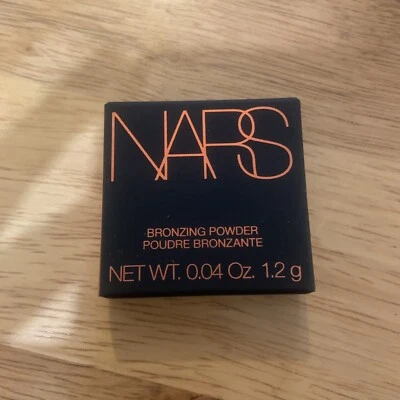 NARS
BRONZING POWDER
POUDRE BRONZANTE
NET WT. 0.04 Oz. 1.2 g